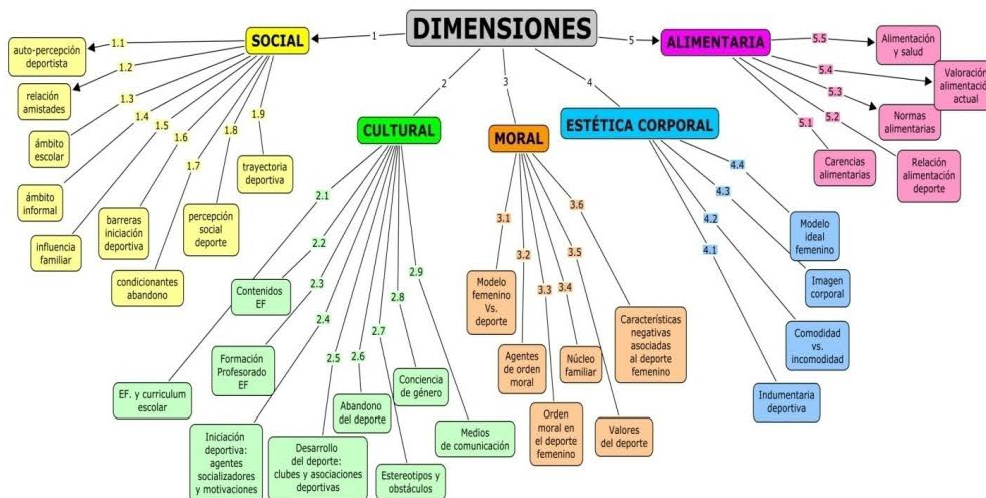 DIMENSIONES
1
2
3
4
5
SOCIAL
1.1
auto-percepción
deportista
1.2
relación
amistades
1.3
ámbito
escolar
1.4
ámbito
informal
1.5
influencia
familiar
1.6
barreras
iniciación
deportiva
1.7
condicionantes
abandono
1.8
percepción
social
deporte
1.9
trayectoria
deportiva
CULTURAL
2.1
EF. y curriculum
escolar
2.2
Contenidos
EF
2.3
Formación
Profesorado
EF
2.4
Iniciación
deportiva:
agentes
socializadores
y motivaciones
2.5
Desarrollo
del deporte:
clubes y asociaciones
deportivas
2.6
Abandono
del deporte
2.7
Estereotipos y
obstáculos
2.8
Conciencia
de género
2.9
Medios
de comunicación
MORAL
3.1
Modelo
femenino
Vs.
deporte
3.2
Agentes
de orden
moral
3.3
Orden
moral en
el deporte
femenino
3.4
Núcleo
familiar
3.5
Valores
del deporte
3.6
Características
negativas
asociadas
al deporte
femenino
ESTÉTICA CORPORAL
4.1
Indumentaria
deportiva
4.2
Comodidad
vs.
incomodidad
4.3
Imagen
corporal
4.4
Modelo
ideal
femenino
ALIMENTARIA
5.1
Carencias
alimentarias
5.2
Relación
alimentación
deporte
5.3
Normas
alimentarias
5.4
Valoración
alimentación
actual
5.5
Alimentación
y salud